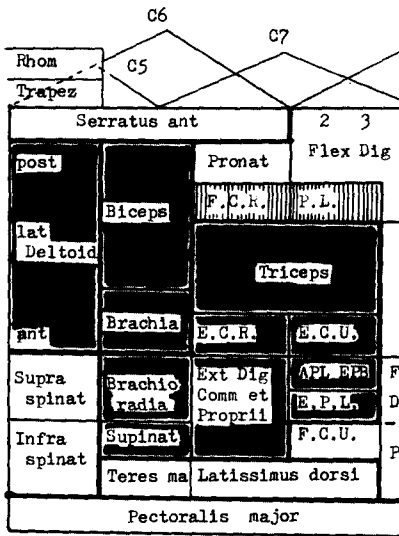 C6
C7
Rhom
C5
Trapez
Serratus ant
2 3
Flex Dig
post
Pronat
Biceps
F.C.R.
P.L.
lat
Deltoid
Triceps
ant
Brachia
E.C.R.
E.C.U.
Supra
spinat
Brachio
radia
Ext Dig
Comm et
Proprii
APL EPB
F
E.P.L.
D
Infra
spinat
Supinat
F.C.U.
P
Teres ma
Latissimus dorsi
Pectoralis major